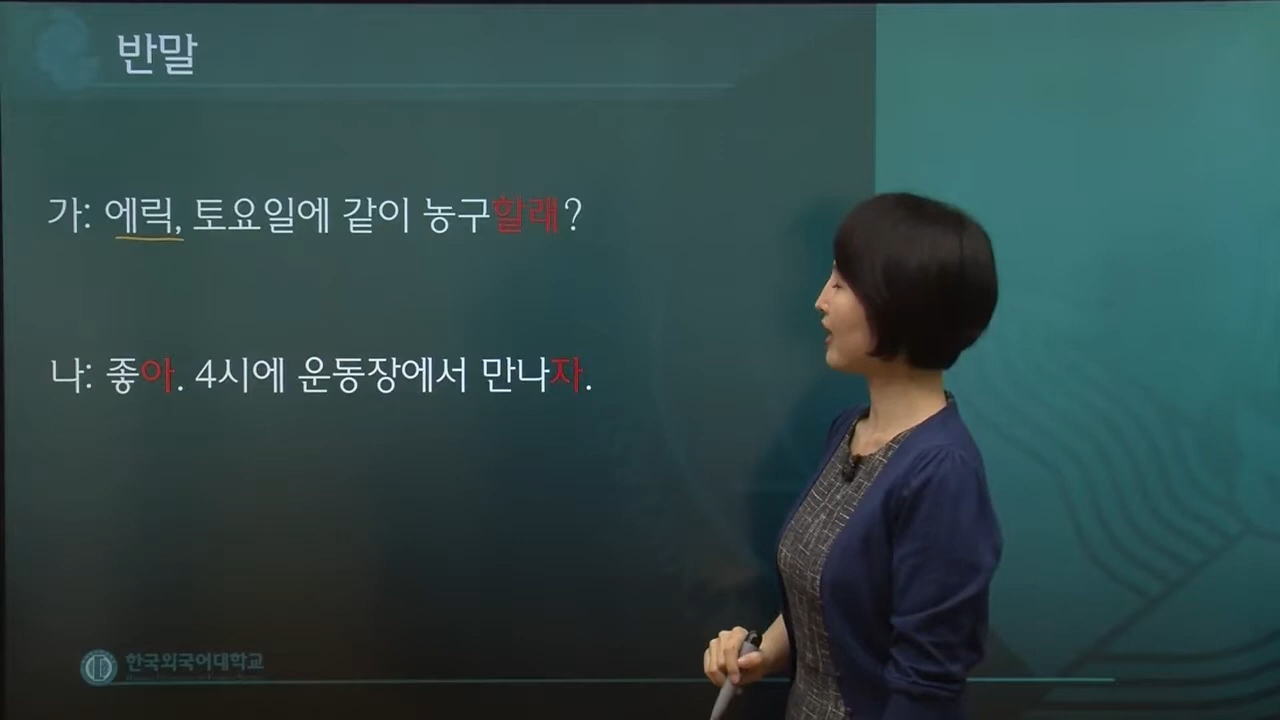 반말
가: 에릭, 토요일에 같이 농구할래?
나: 좋아. 4시에 운동장에서 만나자.
한국외국어대학교